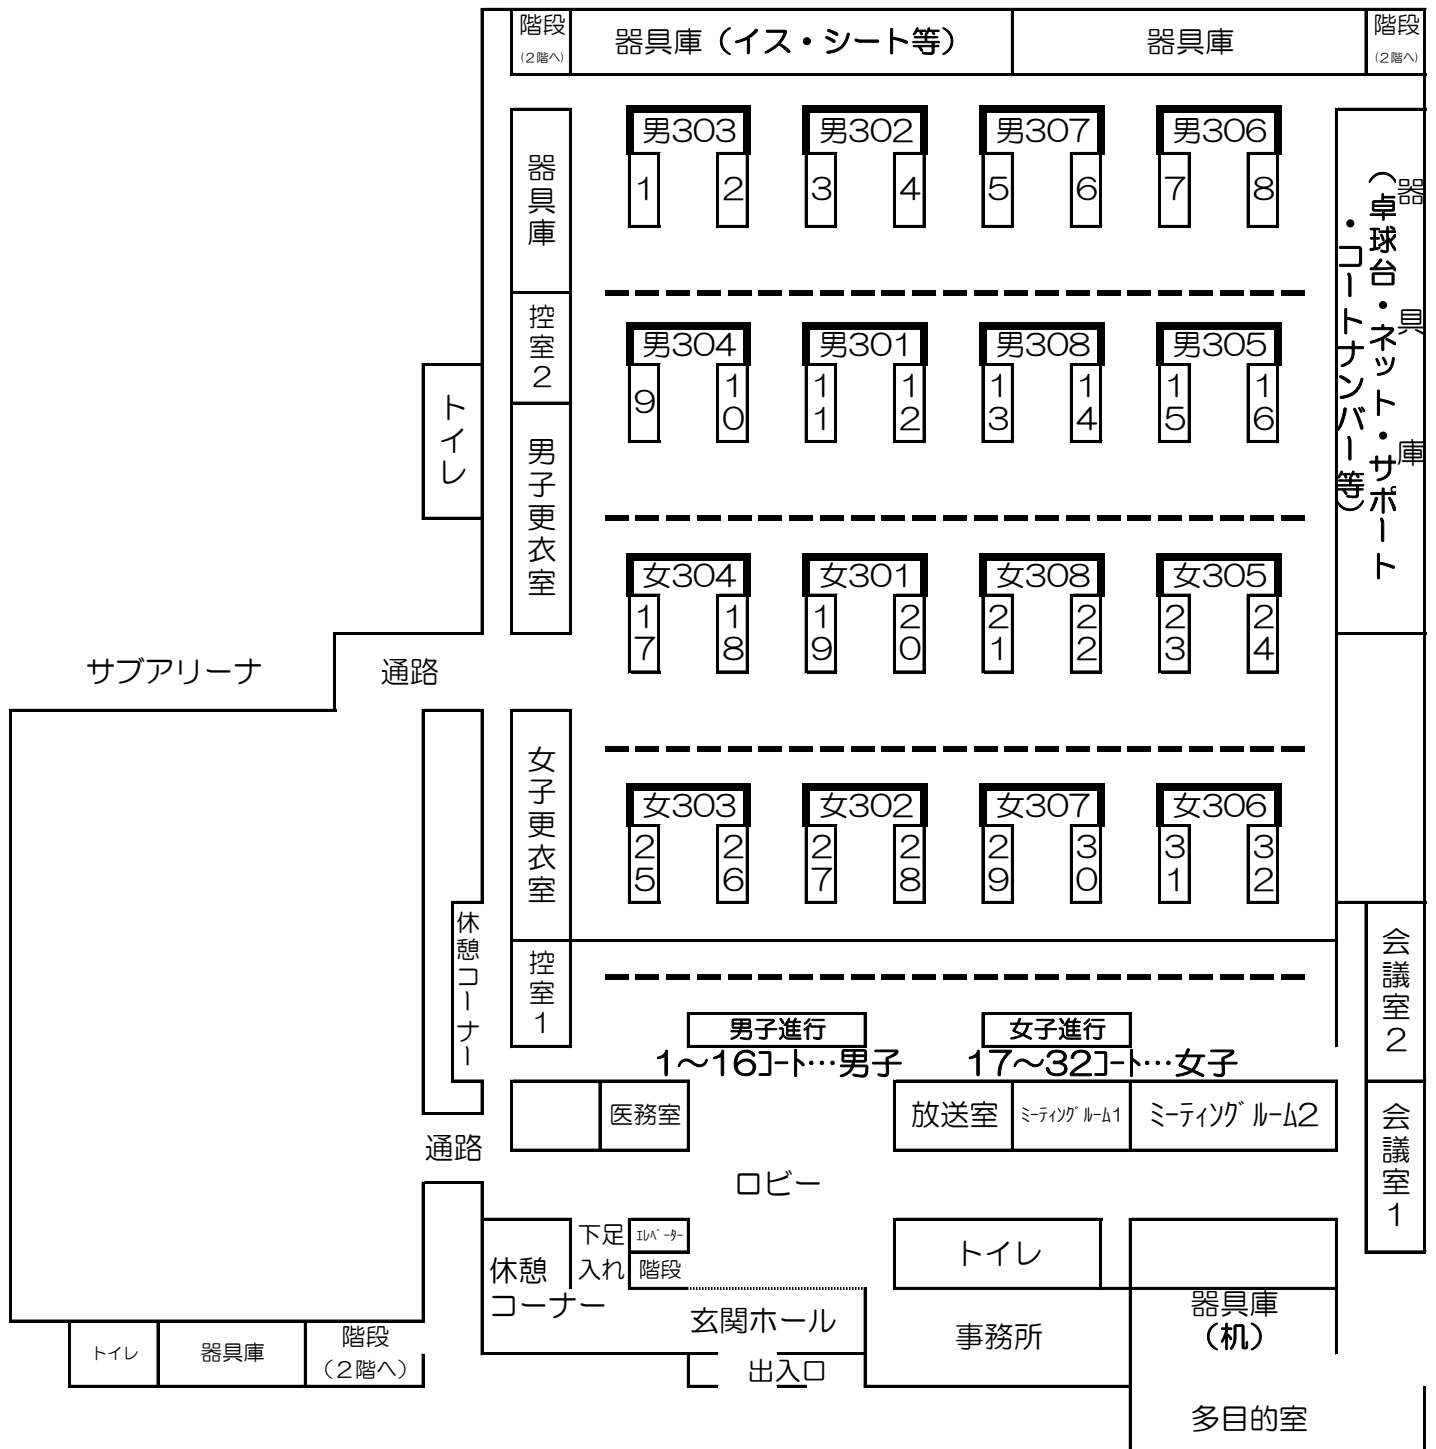 階段
(2階へ)
器具庫(イス・シート等)
器具庫
階段
(2階へ)
男303
男302
男307
男306
1
2
3
4
5
6
7
8
器具庫
器具庫
(卓球台・ネット・サポート
・コートナンバー等)
控室2
男304
男301
男308
男305
9
10
11
12
13
14
15
16
トイレ
男子更衣室
女304
女301
女308
女305
17
18
19
20
21
22
23
24
サブアリーナ
通路
女子更衣室
女303
女302
女307
女306
25
26
27
28
29
30
31
32
休憩コーナー
控室1
会議室2
男子進行
女子進行
1～16コート…男子
17～32コート…女子
医務室
放送室
ミーティングルーム1
ミーティングルーム2
会議室1
通路
ロビー
下足
入れ
エレベーター
階段
休憩
コーナー
トイレ
玄関ホール
事務所
器具庫
(机)
トイレ
器具庫
階段
(2階へ)
出入口
多目的室